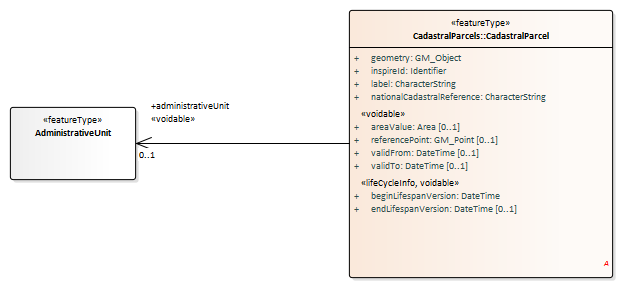 «featureType»
CadastralParcels::CadastralParcel
+ geometry: GM_Object
+ inspireId: Identifier
+ label: CharacterString
+ nationalCadastralReference: CharacterString
«voidable»
+ areaValue: Area [0..1]
+ referencePoint: GM_Point [0..1]
+ validFrom: DateTime [0..1]
+ validTo: DateTime [0..1]
«lifeCycleInfo, voidable»
+ beginLifespanVersion: DateTime
+ endLifespanVersion: DateTime [0..1]
A
+administrativeUnit
«voidable»
0..1
«featureType»
AdministrativeUnit